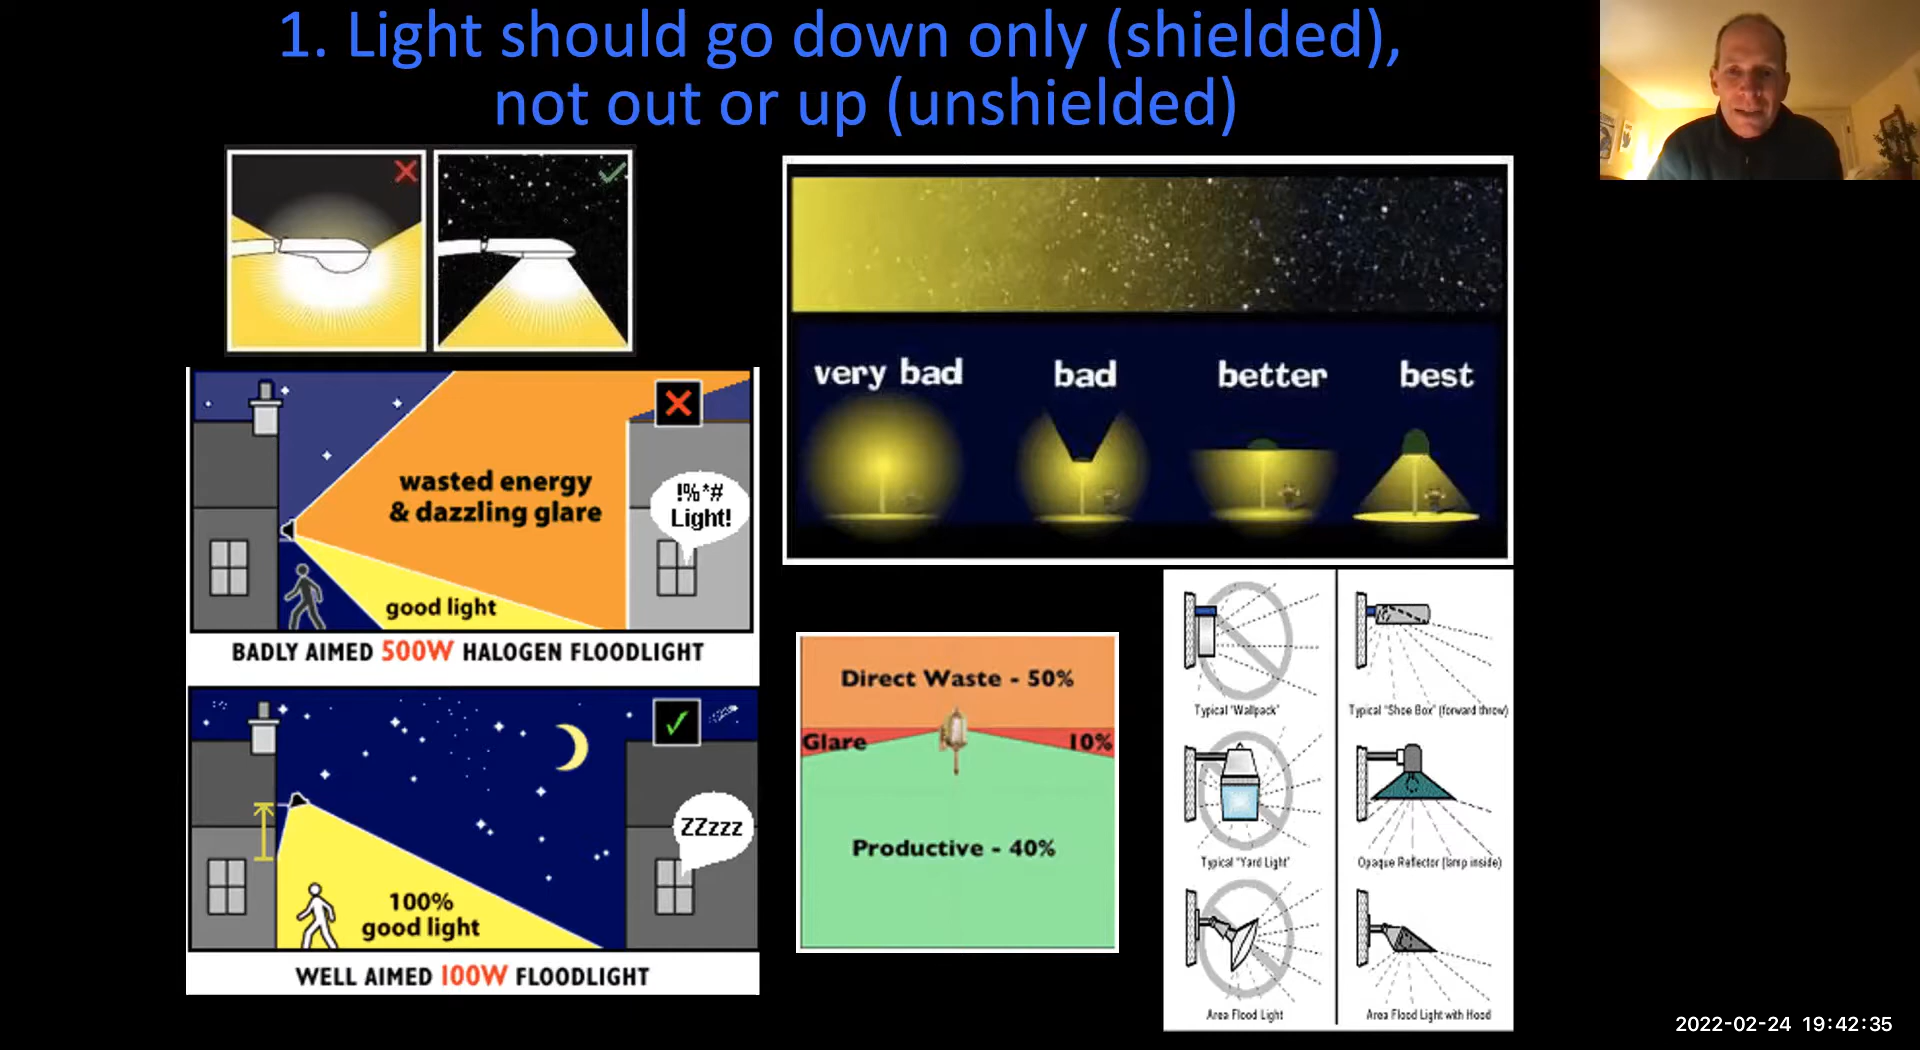 1. Light should go down only (shielded),
not out or up (unshielded)
wasted energy
& dazzling glare
!%*#
Light!
good light
BADLY AIMED 500W HALOGEN FLOODLIGHT
ZZzzz
100%
good light
WELL AIMED 100W FLOODLIGHT
very bad
bad
better
best
Direct Waste - 50%
Glare
10%
Productive - 40%
Typical "Wallpack"
Typical "Shoe Box" (forward throw)
Typical "Yard Light"
Opaque Reflector (lamp inside)
Area Flood Light
Area Flood Light with Hood
2022-02-24 19:42:35